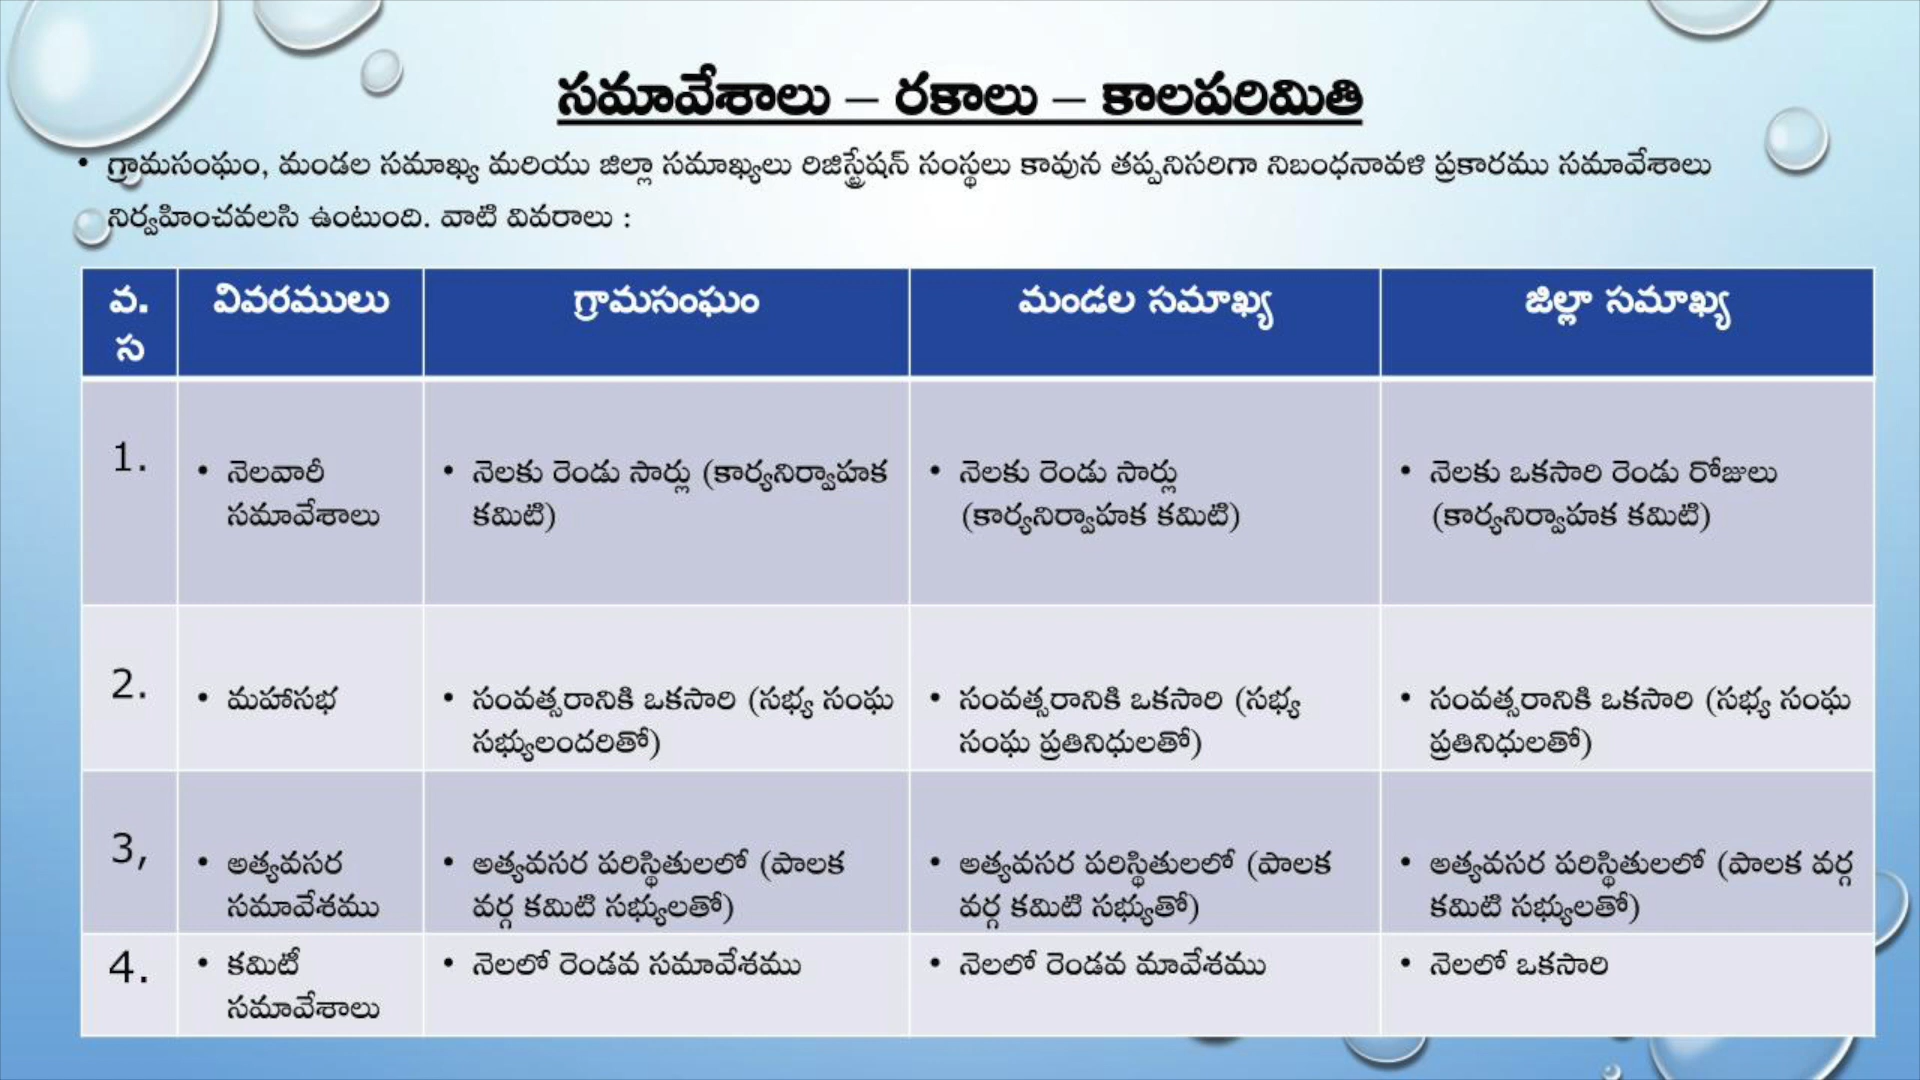 సమావేశాలు – రకాలు – కాలపరిమితి
• గ్రామసంఘం, మండల సమాఖ్య మరియు జిల్లా సమాఖ్యలు రిజిస్ట్రేషన్ సంస్థలు కావున తప్పనిసరిగా నిబంధనావళి ప్రకారము సమావేశాలు
నిర్వహించవలసి ఉంటుంది. వాటి వివరాలు :
వ.
స
వివరములు
గ్రామసంఘం
మండల సమాఖ్య
జిల్లా సమాఖ్య
1.
• నెలవారీ
సమావేశాలు
• నెలకు రెండు సార్లు (కార్యనిర్వాహక
కమిటి)
• నెలకు రెండు సార్లు
(కార్యనిర్వాహక కమిటి)
• నెలకు ఒకసారి రెండు రోజులు
(కార్యనిర్వాహక కమిటి)
2.
• మహాసభ
• సంవత్సరానికి ఒకసారి (సభ్య సంఘ
సభ్యులందరితో)
• సంవత్సరానికి ఒకసారి (సభ్య
సంఘ ప్రతినిధులతో)
• సంవత్సరానికి ఒకసారి (సభ్య సంఘ
ప్రతినిధులతో)
3,
• అత్యవసర
సమావేశము
• అత్యవసర పరిస్థితులలో (పాలక
వర్గ కమిటి సభ్యులతో)
• అత్యవసర పరిస్థితులలో (పాలక
వర్గ కమిటి సభ్యుతో)
• అత్యవసర పరిస్థితులలో (పాలక వర్గ
కమిటి సభ్యులతో)
4.
• కమిటీ
సమావేశాలు
• నెలలో రెండవ సమావేశము
• నెలలో రెండవ మావేశము
• నెలలో ఒకసారి